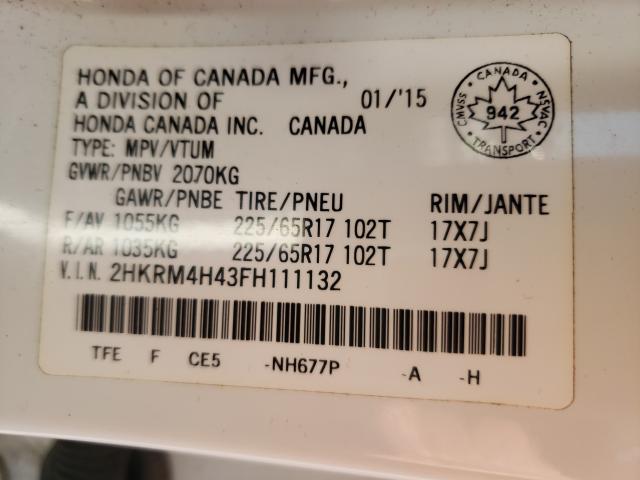 HONDA OF CANADA MFG.,
A DIVISION OF 01/'15
HONDA CANADA INC. CANADA
TYPE: MPV/VTUM
GVWR/PNBV 2070KG
GAWR/PNBE TIRE/PNEU RIM/JANTE
F/AV 1055KG 225/65R17 102T 17X7J
R/AR 1035KG 225/65R17 102T 17X7J
V.I.N. 2HKRM4H43FH111132
TFE F CE5 -NH677P -A -H
CANADA
CMVSS 942 NSVAC
TRANSPORT